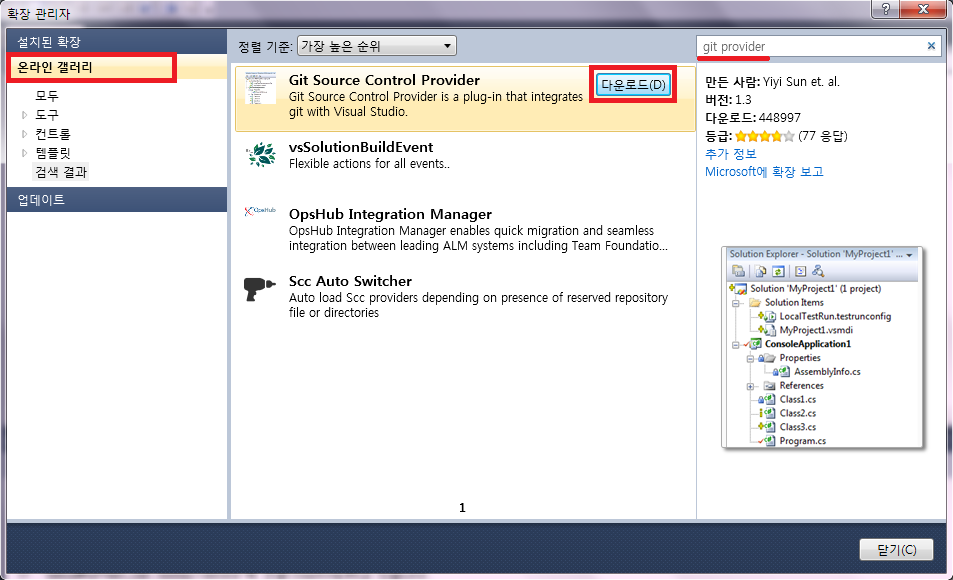 확장 관리자
설치된 확장
온라인 갤러리
모두
도구
컨트롤
템플릿
검색 결과
업데이트
정렬 기준: 가장 높은 순위
Git Source Control Provider
Git Source Control Provider is a plug-in that integrates
git with Visual Studio.
다운로드(D)
vsSolutionBuildEvent
Flexible actions for all events..
OpsHub
OpsHub Integration Manager
OpsHub Integration Manager enables quick migration and seamless
integration between leading ALM systems including Team Foundatio...
Scc Auto Switcher
Auto load Scc providers depending on presence of reserved repository
file or directories
1
git provider
만든 사람: Yiyi Sun et. al.
버전: 1.3
다운로드: 448997
등급: (77 응답)
추가 정보
Microsoft에 확장 보고
Solution Explorer - Solution 'MyProject1' ...
Solution 'MyProject1' (1 project)
Solution Items
LocalTestRun.testrunconfig
MyProject1.vsmdi
ConsoleApplication1
Properties
AssemblyInfo.cs
References
Class1.cs
Class2.cs
Class3.cs
Program.cs
닫기(C)